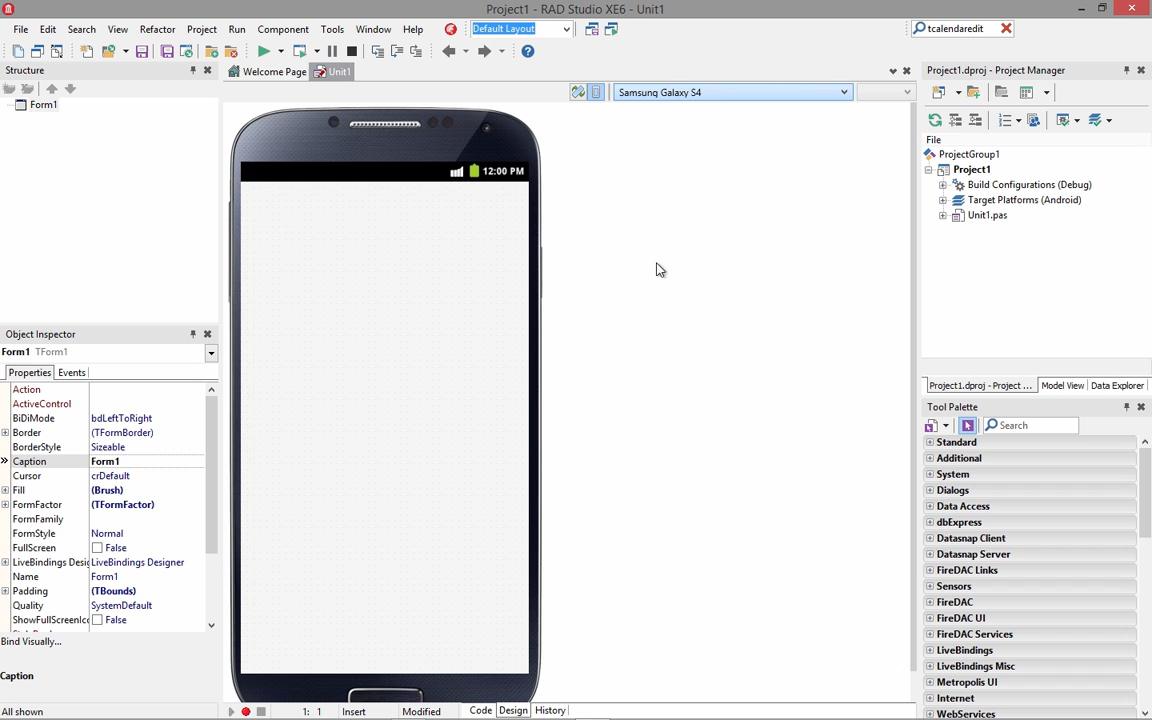 Project1 - RAD Studio XE6 - Unit1
File Edit Search View Refactor Project Run Component Tools Window Help
Default Layout
tcalendaredit
Structure
Form1
Welcome Page
Unit1
Samsung Galaxy S4
12:00 PM
Object Inspector
Form1 TForm1
Properties Events
Action
ActiveControl
BiDiMode bdLeftToRight
Border (TFormBorder)
BorderStyle Sizeable
Caption Form1
Cursor crDefault
Fill (Brush)
FormFactor (TFormFactor)
FormFamily
FormStyle Normal
FullScreen False
LiveBindings Desi LiveBindings Designer
Name Form1
Padding (TBounds)
Quality SystemDefault
ShowFullScreenIc False
Bind Visually...
Caption
All shown
1: 1 Insert Modified Code Design History
Project1.dproj - Project Manager
File
ProjectGroup1
Project1
Build Configurations (Debug)
Target Platforms (Android)
Unit1.pas
Project1.dproj - Project ... Model View Data Explorer
Tool Palette
Search
Standard
Additional
System
Dialogs
Data Access
dbExpress
Datasnap Client
Datasnap Server
FireDAC Links
Sensors
FireDAC
FireDAC UI
FireDAC Services
LiveBindings
LiveBindings Misc
Metropolis UI
Internet
WebServices